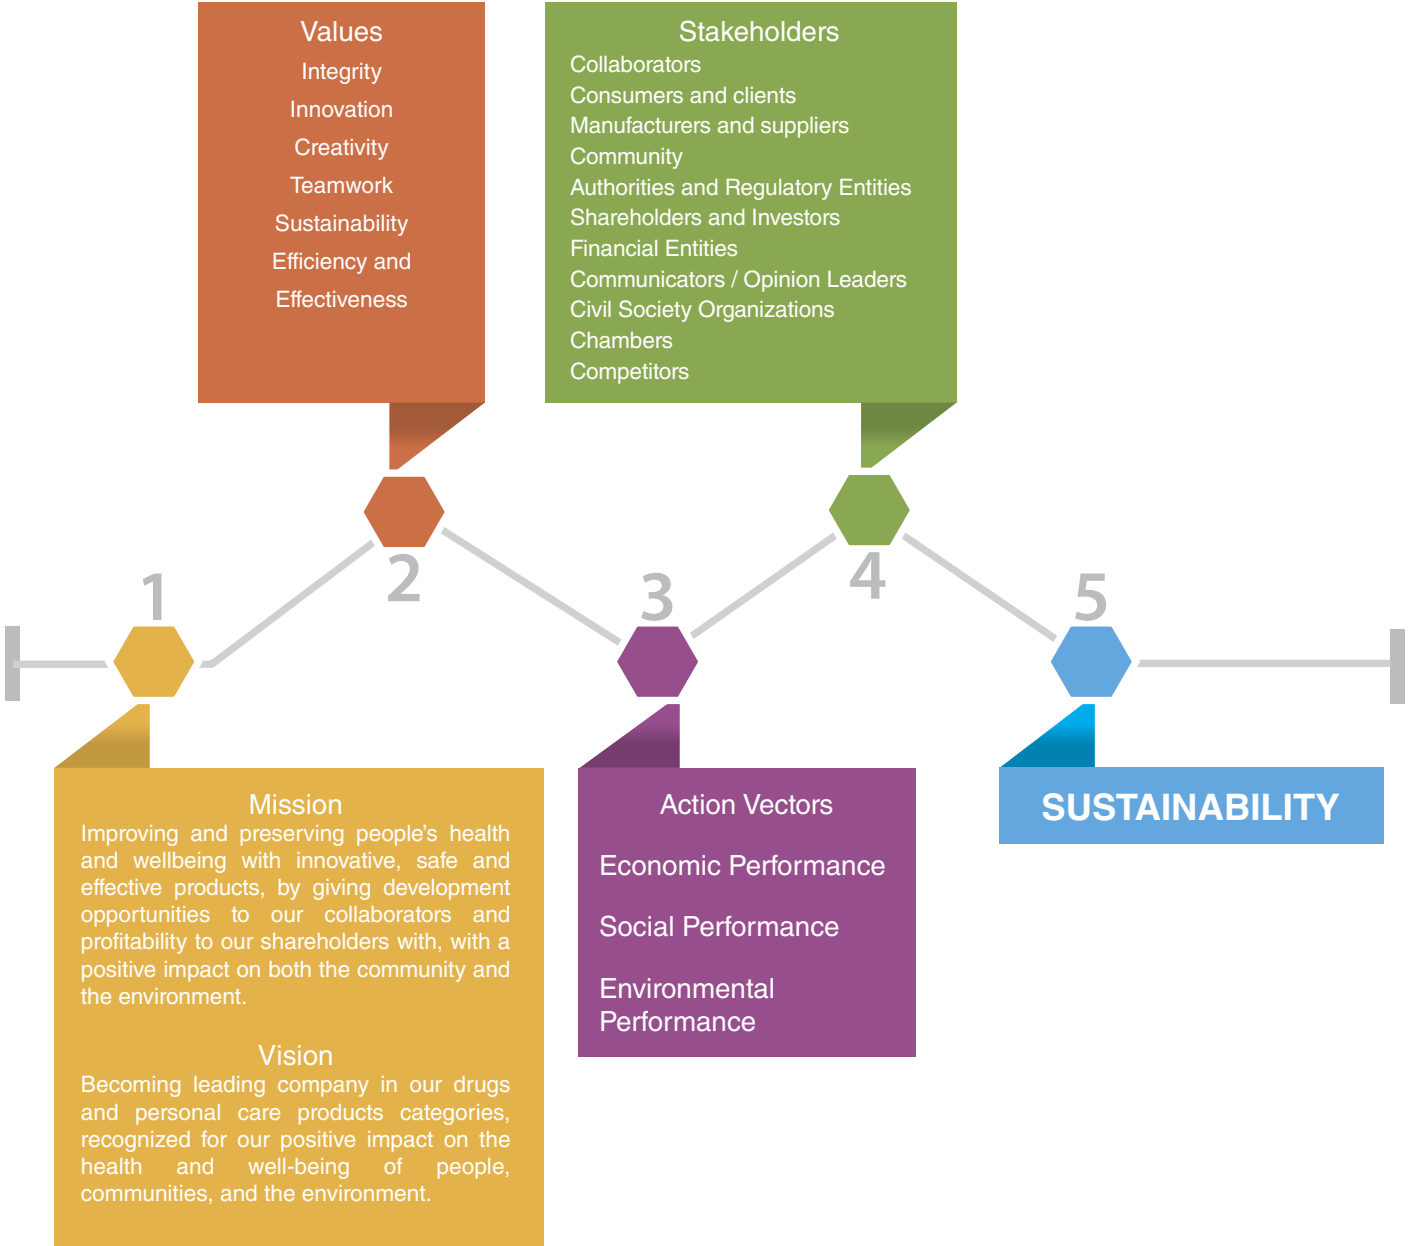 Values
Integrity
Innovation
Creativity
Teamwork
Sustainability
Efficiency and
Effectiveness
Stakeholders
Collaborators
Consumers and clients
Manufacturers and suppliers
Community
Authorities and Regulatory Entities
Shareholders and Investors
Financial Entities
Communicators / Opinion Leaders
Civil Society Organizations
Chambers
Competitors
1
2
3
4
5
Mission
Improving and preserving people's health
and wellbeing with innovative, safe and
effective products, by giving development
opportunities to our collaborators and
profitability to our shareholders with, with a
positive impact on both the community and
the environment.
Vision
Becoming leading company in our drugs
and personal care products categories,
recognized for our positive impact on the
health and well-being of people,
communities, and the environment.
Action Vectors
Economic Performance
Social Performance
Environmental
Performance
SUSTAINABILITY